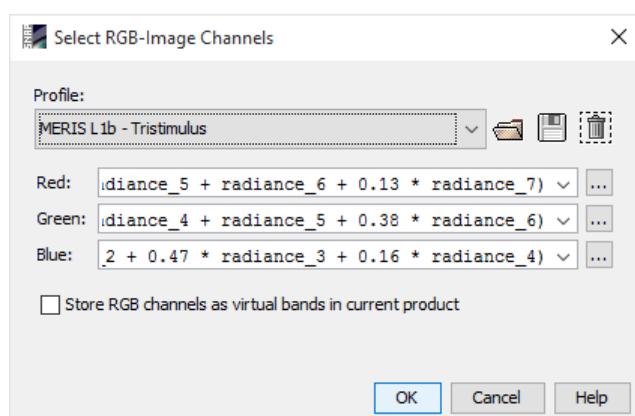 Select RGB-Image Channels
Profile:
MERIS L1b - Tristimulus
Red: diance_5 + radiance_6 + 0.13 * radiance_7) ...
Green: diance_4 + radiance_5 + 0.38 * radiance_6) ...
Blue: _2 + 0.47 * radiance_3 + 0.16 * radiance_4) ...
Store RGB channels as virtual bands in current product
OK Cancel Help